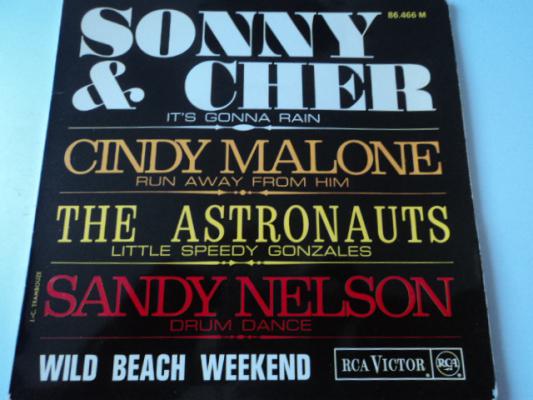 SONNY
86.466 M
& CHER
IT'S GONNA RAIN
CINDY MALONE
RUN AWAY FROM HIM
THE ASTRONAUTS
LITTLE SPEEDY GONZALES
SANDY NELSON
DRUM DANCE
J.-C. TRAMBOUZE
WILD BEACH WEEKEND
RCA VICTOR
RCA